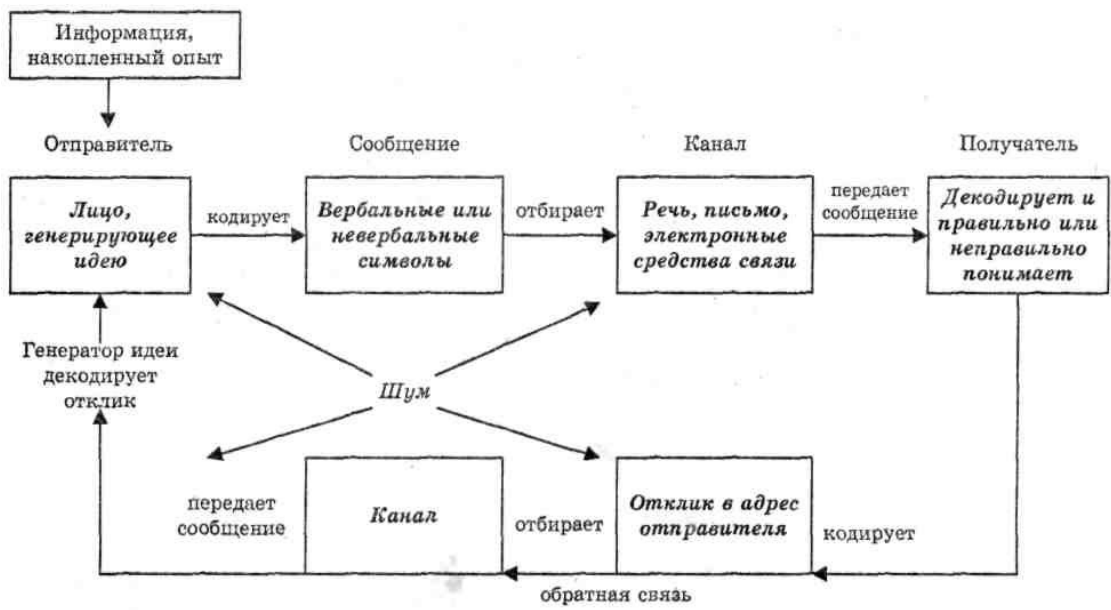 Информация,
накопленный опыт
Отправитель
Сообщение
Канал
Получатель
Лицо,
генерирующее
идею
кодирует
Вербальные или
невербальные
символы
отбирает
Речь, письмо,
электронные
средства связи
передает
сообщение
Декодирует и
правильно или
неправильно
понимает
Генератор идеи
декодирует
отклик
Шум
передает
сообщение
Канал
отбирает
Отклик в адрес
отправителя
кодирует
обратная связь